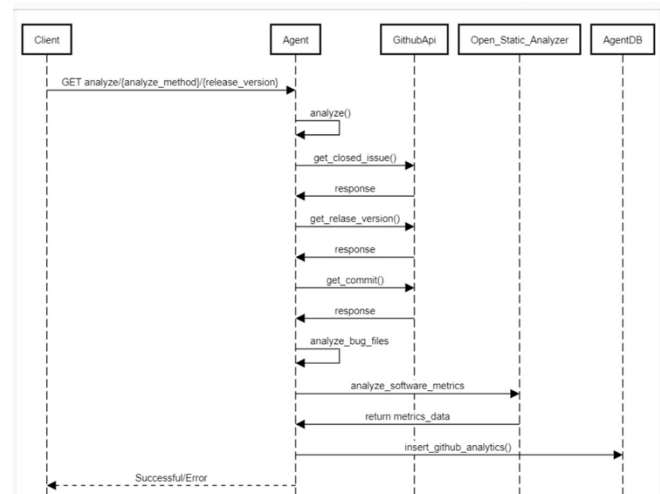 Client
Agent
GithubApi
Open_Static_Analyzer
AgentDB
GET analyze/{analyze_method}/{release_version}
analyze()
get_closed_issue()
response
get_relase_version()
response
get_commit()
response
analyze_bug_files
analyze_software_metrics
return metrics_data
insert_github_analytics()
Successful/Error